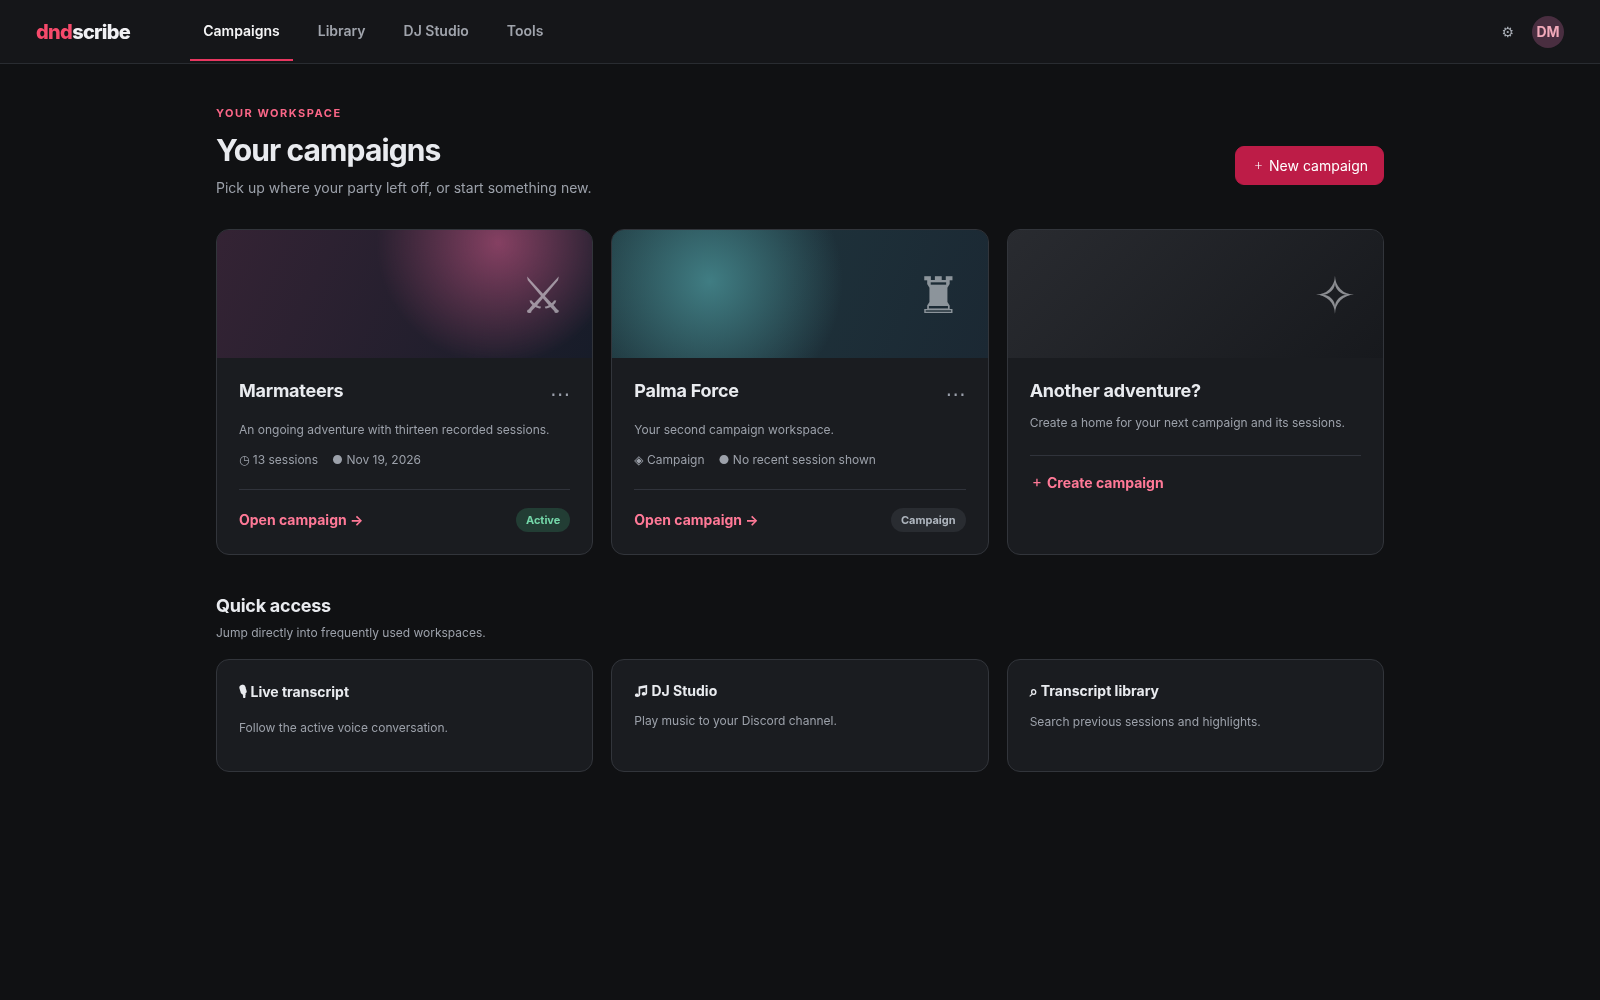 dndscribe
Campaigns
Library
DJ Studio
Tools
DM
YOUR WORKSPACE
Your campaigns
Pick up where your party left off, or start something new.
+ New campaign
Marmateers
...
An ongoing adventure with thirteen recorded sessions.
13 sessions
Nov 19, 2026
Open campaign →
Active
Palma Force
...
Your second campaign workspace.
Campaign
No recent session shown
Open campaign →
Campaign
Another adventure?
Create a home for your next campaign and its sessions.
+ Create campaign
Quick access
Jump directly into frequently used workspaces.
Live transcript
Follow the active voice conversation.
DJ Studio
Play music to your Discord channel.
Transcript library
Search previous sessions and highlights.